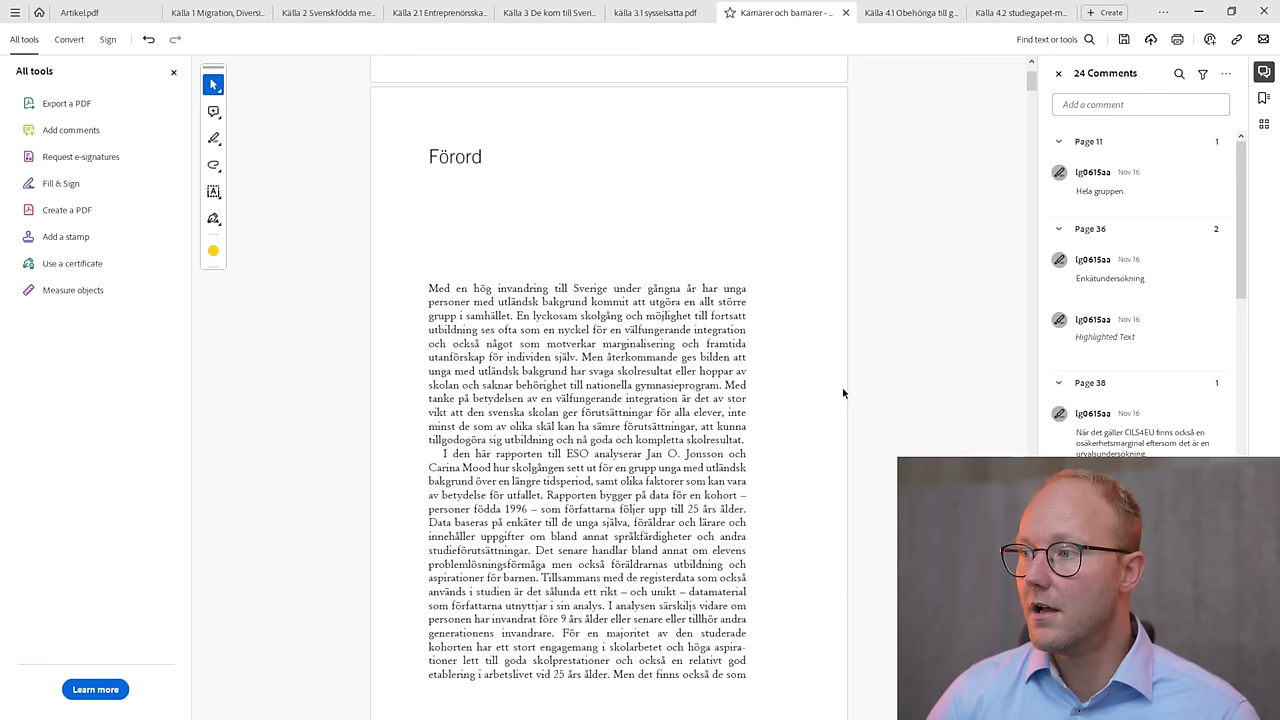 Artikel.pdf
Källa 1 Migration, Diversi...
Källa 2 Svenskfödda me...
Källa 2.1 Entreprenörska...
Källa 3 De kom till Sveri...
källa 3.1 sysselsatta.pdf
Karriärer och barriärer - ...
Källa 4.1 Obehöriga till g...
Källa 4.2 studiegapet-m...
Create
All tools
Convert
Sign
Find text or tools
All tools
Export a PDF
Add comments
Request e-signatures
Fill & Sign
Create a PDF
Add a stamp
Use a certificate
Measure objects
Learn more
Förord
Med en hög invandring till Sverige under gångna år har unga
personer med utländsk bakgrund kommit att utgöra en allt större
grupp i samhället. En lyckosam skolgång och möjlighet till fortsatt
utbildning ses ofta som en nyckel för en välfungerande integration
och också något som motverkar marginalisering och framtida
utanförskap för individen själv. Men återkommande ges bilden att
unga med utländsk bakgrund har svaga skolresultat eller hoppar av
skolan och saknar behörighet till nationella gymnasieprogram. Med
tanke på betydelsen av en välfungerande integration är det av stor
vikt att den svenska skolan ger förutsättningar för alla elever, inte
minst de som av olika skäl kan ha sämre förutsättningar, att kunna
tillgodogöra sig utbildning och nå goda och kompletta skolresultat.
I den här rapporten till ESO analyserar Jan O. Jonsson och
Carina Mood hur skolgången sett ut för en grupp unga med utländsk
bakgrund över en längre tidsperiod, samt olika faktorer som kan vara
av betydelse för utfallet. Rapporten bygger på data för en kohort –
personer födda 1996 – som författarna följer upp till 25 års ålder.
Data baseras på enkäter till de unga själva, föräldrar och lärare och
innehåller uppgifter om bland annat språkfärdigheter och andra
studieförutsättningar. Det senare handlar bland annat om elevens
problemlösningsförmåga men också föräldrarnas utbildning och
aspirationer för barnen. Tillsammans med de registerdata som också
används i studien är det sålunda ett rikt – och unikt – datamaterial
som författarna utnyttjar i sin analys. I analysen särskiljs vidare om
personen har invandrat före 9 års ålder eller senare eller tillhör andra
generationens invandrare. För en majoritet av den studerade
kohorten har ett stort engagemang i skolarbetet och höga aspira-
tioner lett till goda skolprestationer och också en relativt god
etablering i arbetslivet vid 25 års ålder. Men det finns också de som
24 Comments
Add a comment
Page 11
1
lg0615aa Nov 16
Hela gruppen.
Page 36
2
lg0615aa Nov 16
Enkätundersökning
lg0615aa Nov 16
Highlighted Text
Page 38
1
lg0615aa Nov 16
När det gäller CILS4EU finns också en
osäkerhetsmarginal eftersom det är en
urvalsundersökning